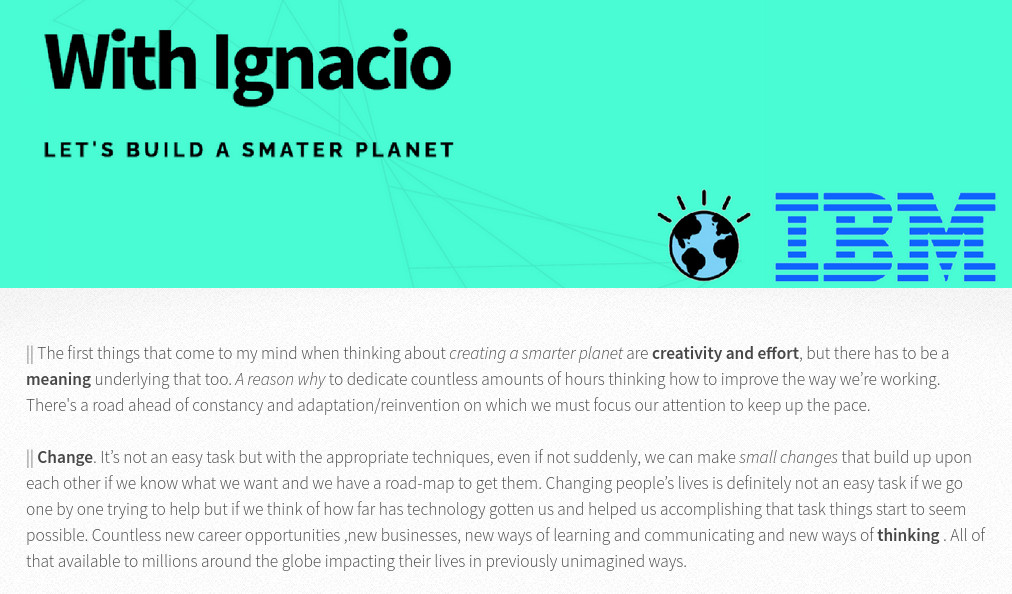 With Ignacio
LET'S BUILD A SMATER PLANET
IBM
|| The first things that come to my mind when thinking about creating a smarter planet are creativity and effort, but there has to be a
meaning underlying that too. A reason why to dedicate countless amounts of hours thinking how to improve the way we’re working.
There's a road ahead of constancy and adaptation/reinvention on which we must focus our attention to keep up the pace.
|| Change. It’s not an easy task but with the appropriate techniques, even if not suddenly, we can make small changes that build up upon
each other if we know what we want and we have a road-map to get them. Changing people’s lives is definitely not an easy task if we go
one by one trying to help but if we think of how far has technology gotten us and helped us accomplishing that task things start to seem
possible. Countless new career opportunities ,new businesses, new ways of learning and communicating and new ways of thinking . All of
that available to millions around the globe impacting their lives in previously unimagined ways.